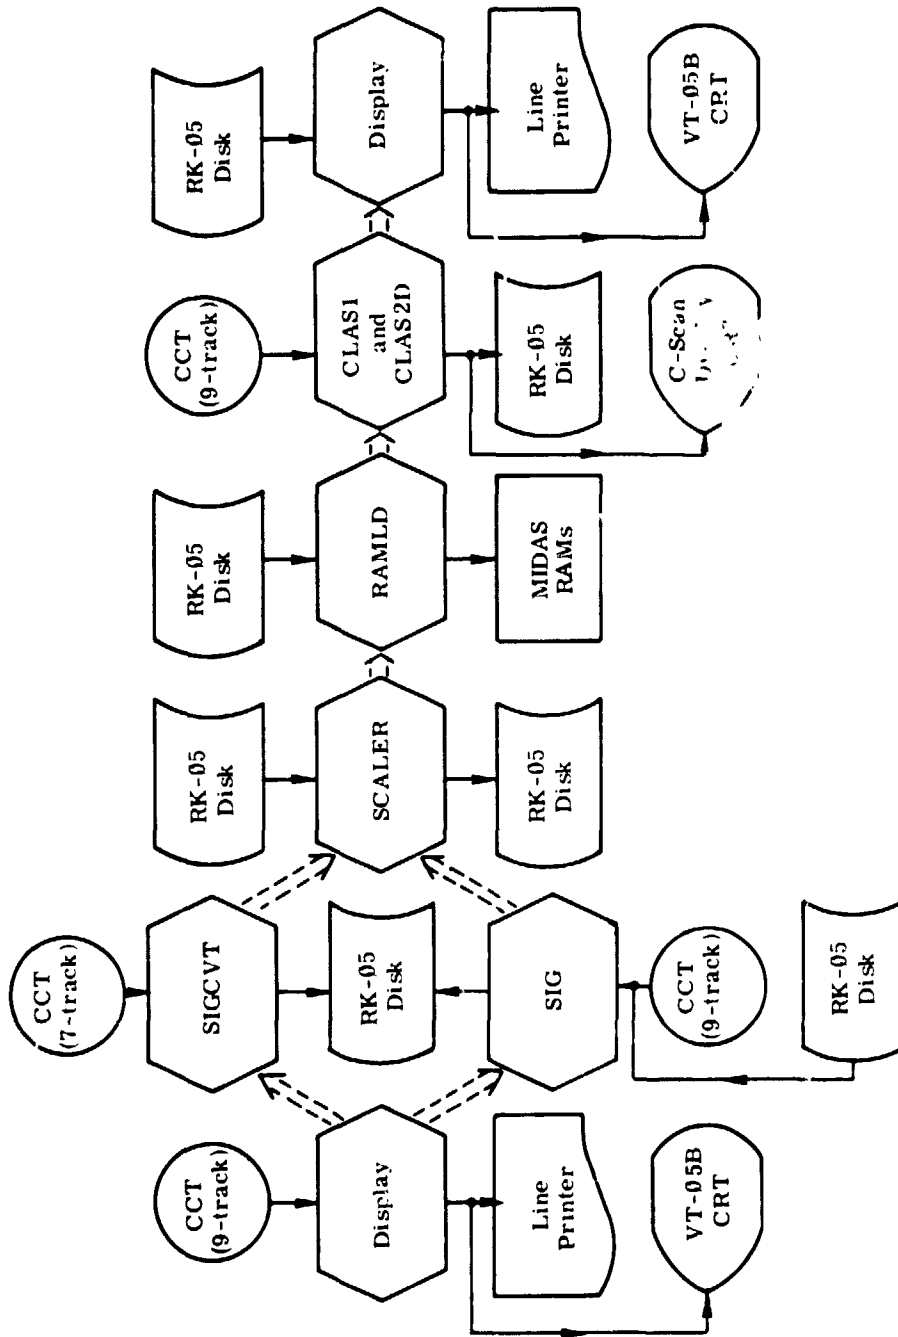 CCT
(9-track)
Display
Line
Printer
VT-05B
CRT
CCT
(7-track)
SIGCVT
RK-05
Disk
SIG
CCT
(9-track)
RK-05
Disk
RK-05
Disk
SCALER
RK-05
Disk
RK-05
Disk
RAMLD
MIDAS
RAMs
CCT
(9-track)
CLAS1
and
CLAS2D
RK-05
Disk
C-Scan
RK-05
Disk
Display
Line
Printer
VT-05B
CRT